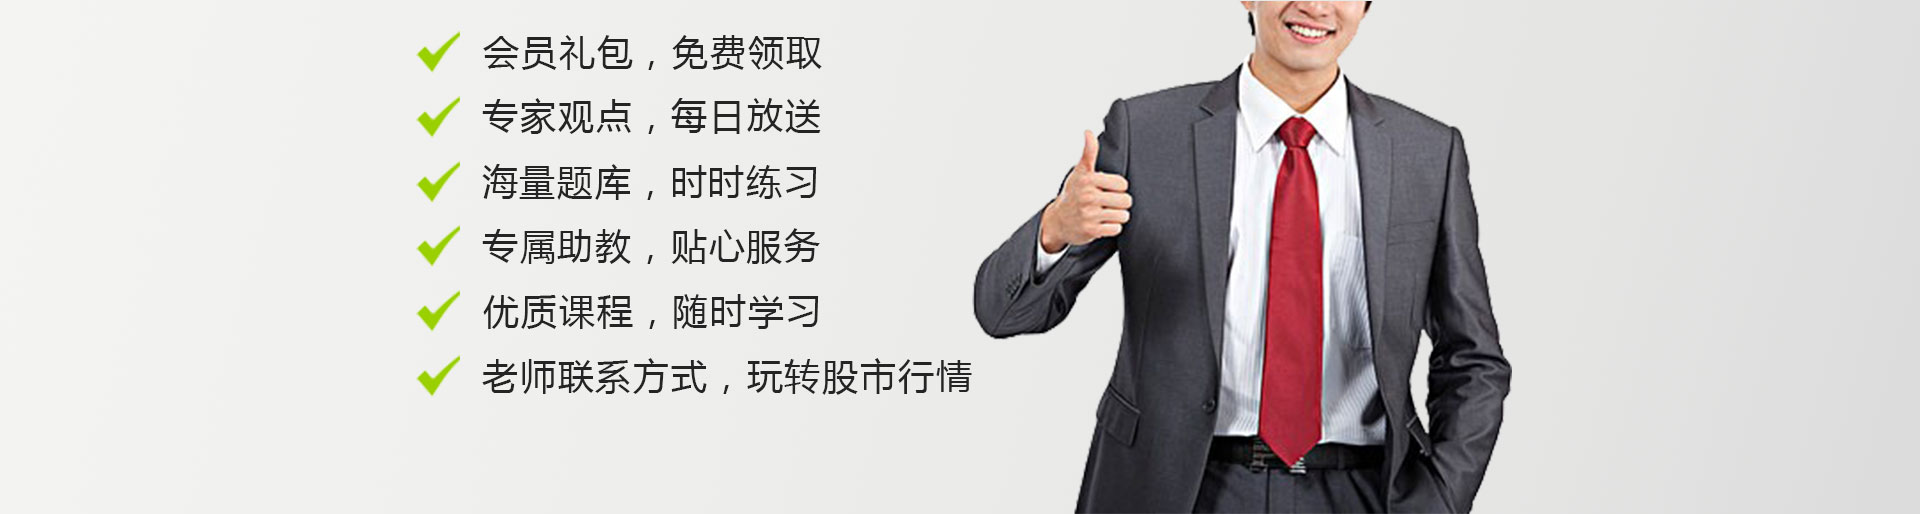 会员礼包，免费领取
专家观点，每日放送
海量题库，时时练习
专属助教，贴心服务
优质课程，随时学习
老师联系方式，玩转股市行情